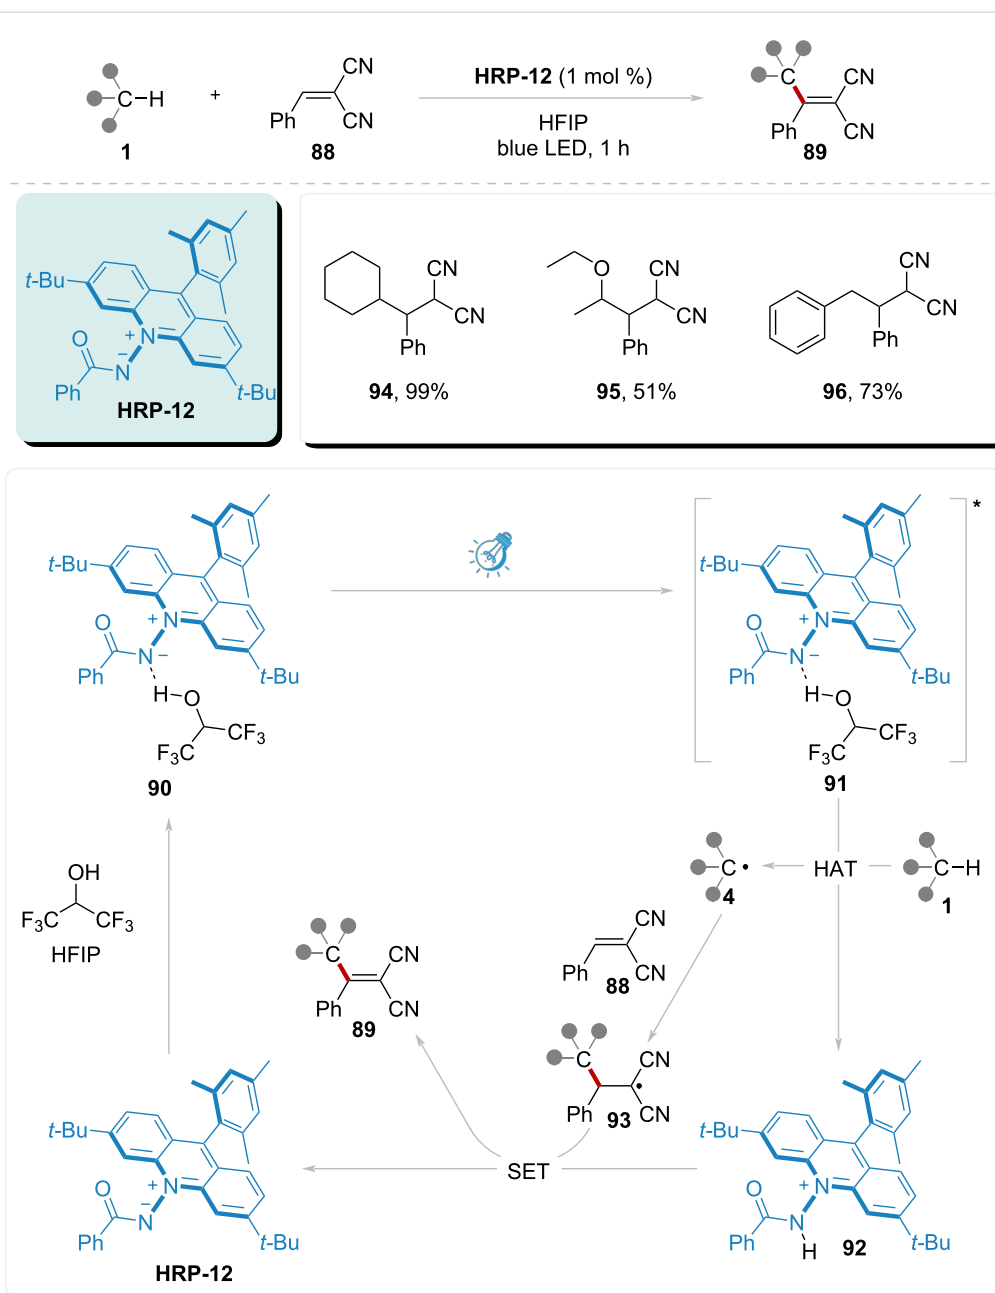 C–H
1
+
Ph
CN
CN
88
HRP-12 (1 mol %)
HFIP
blue LED, 1 h
C
Ph
CN
CN
89
t-Bu
N
+
O
−
N
Ph
t-Bu
HRP-12
CN
CN
Ph
94, 99%
O
CN
CN
Ph
95, 51%
CN
CN
Ph
96, 73%
t-Bu
N
+
O
N
−
Ph
t-Bu
H
O
CF3
F3C
90
*
t-Bu
N
+
O
N
−
Ph
t-Bu
H
O
CF3
F3C
91
OH
F3C
CF3
HFIP
C•
4
HAT
C–H
1
CN
CN
Ph
88
C
CN
CN
Ph
89
C
CN
•
CN
Ph
93
SET
t-Bu
N
+
O
−
N
Ph
t-Bu
HRP-12
t-Bu
N
+
O
N
H
Ph
t-Bu
92